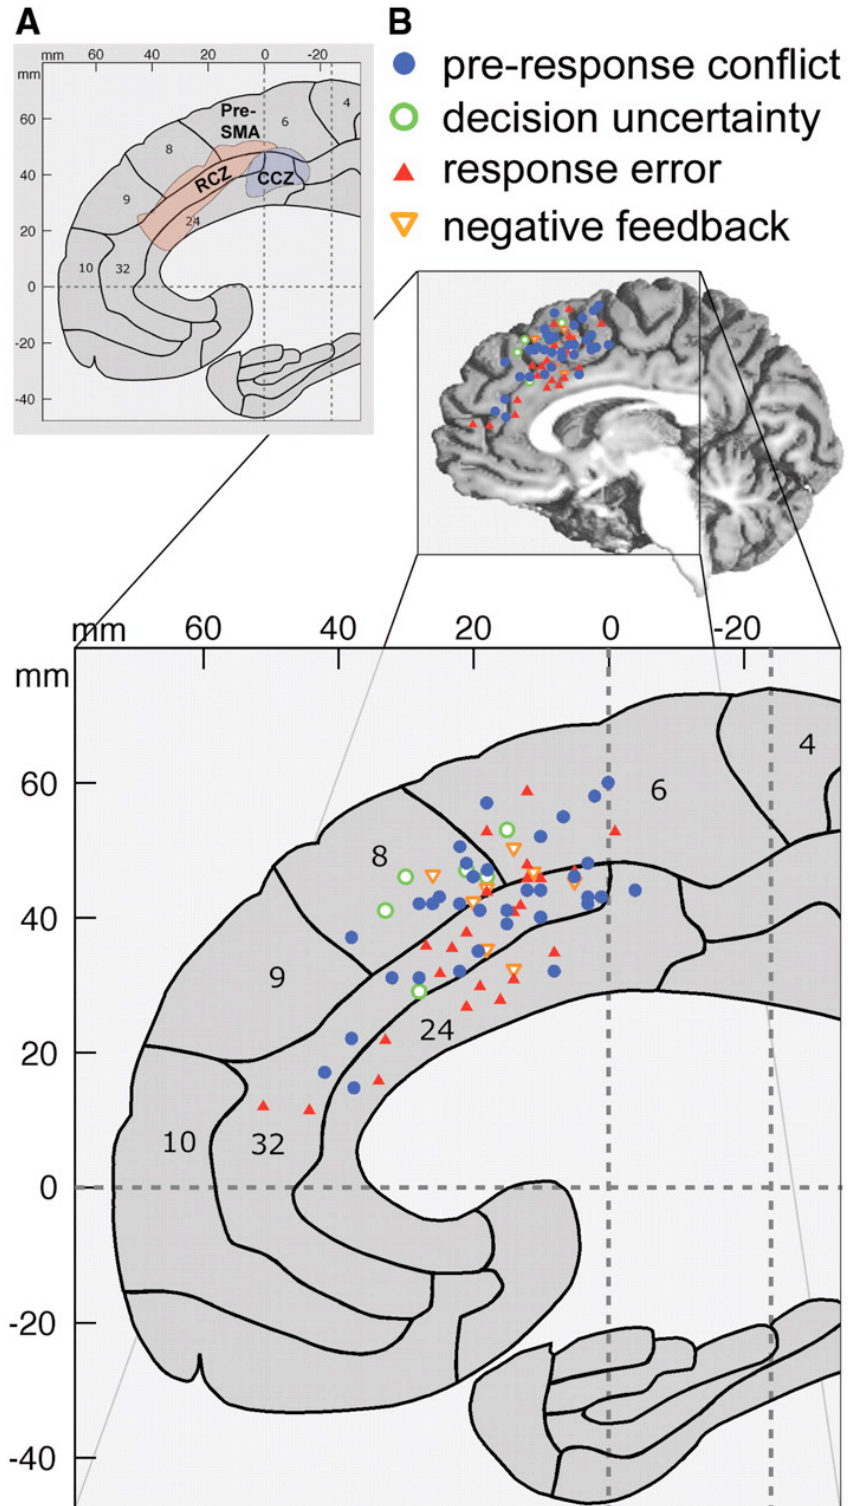 A
mm 60 40 20 0 -20
mm
60
40
20
0
-20
-40
Pre-
SMA
6
4
8
RCZ
CCZ
9
24
10
32
B
pre-response conflict
decision uncertainty
response error
negative feedback
mm 60 40 20 0 -20
mm
60
40
20
0
-20
-40
4
6
8
9
24
10
32